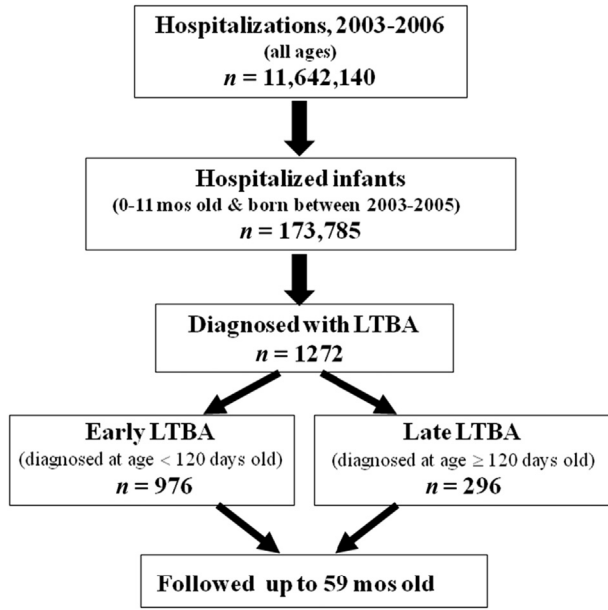 Hospitalizations, 2003-2006
(all ages)
n = 11,642,140
Hospitalized infants
(0-11 mos old & born between 2003-2005)
n = 173,785
Diagnosed with LTBA
n = 1272
Early LTBA
(diagnosed at age < 120 days old)
n = 976
Late LTBA
(diagnosed at age ≥ 120 days old)
n = 296
Followed up to 59 mos old